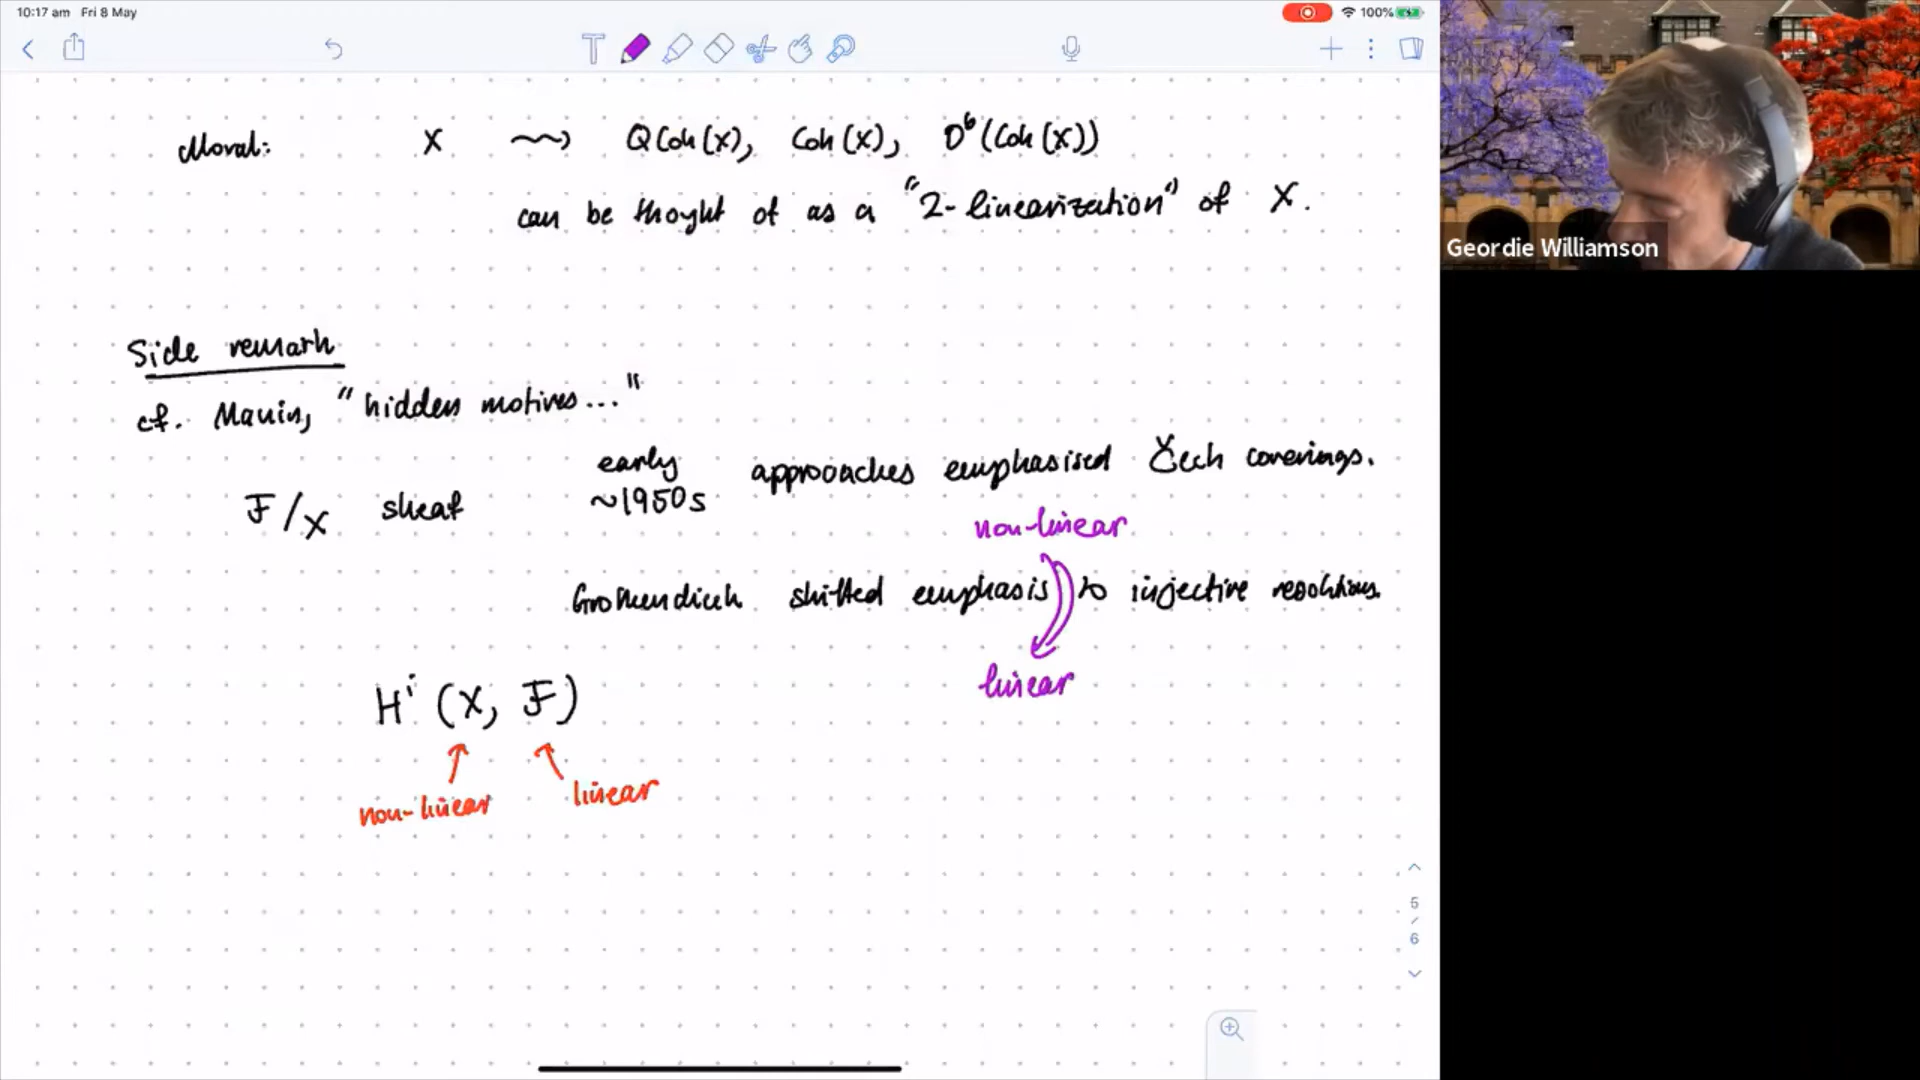 10:17 am Fri 8 May
100%
Moral: X ⇝ QCoh(X), Coh(X), D^b(Coh(X))
can be thoyht of as a "2-linearization" of X.
Geordie Williamson
Side remark
cf. Manin, "hidden motives..."
early approaches emphasised Čech coverings.
~1950s
F/X sheaf
non-linear
Grothendieck shifted emphasis to injective resolutions.
linear
H^i (X, F)
non-linear
linear
5
/
6